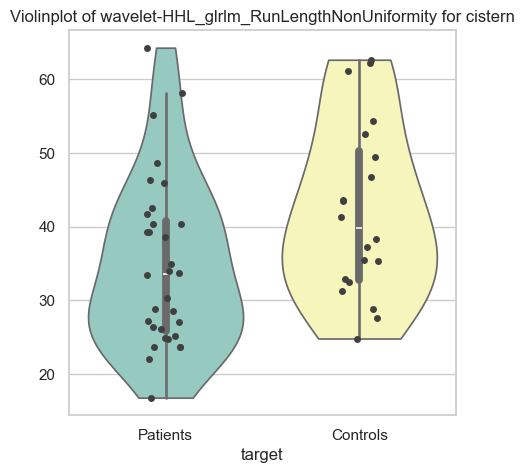 Violinplot of wavelet-HHL_glrlm_RunLengthNonUniformity for cistern
60
50
40
30
20
Patients
Controls
target